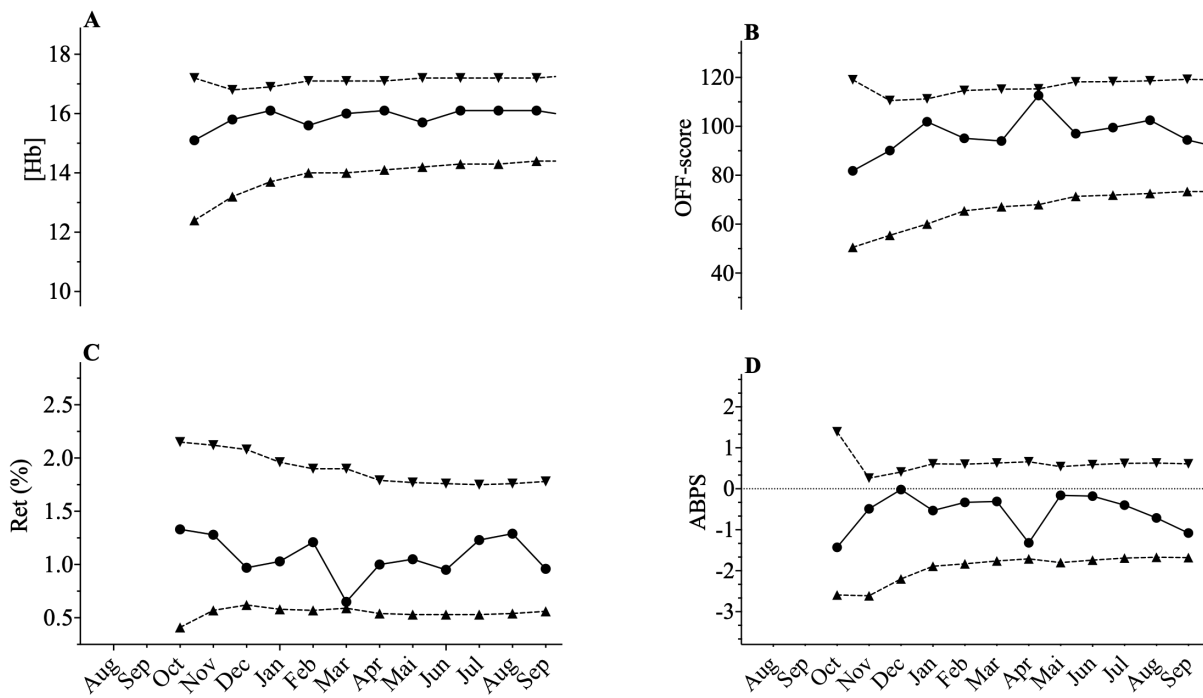 A
[Hb]
18
16
14
12
10
B
OFF-score
120
100
80
60
40
C
Ret (%)
2.5
2.0
1.5
1.0
0.5
Aug Sep Oct Nov Dec Jan Feb Mar Apr Mai Jun Jul Aug Sep
D
ABPS
2
1
0
-1
-2
-3
Aug Sep Oct Nov Dec Jan Feb Mar Apr Mai Jun Jul Aug Sep